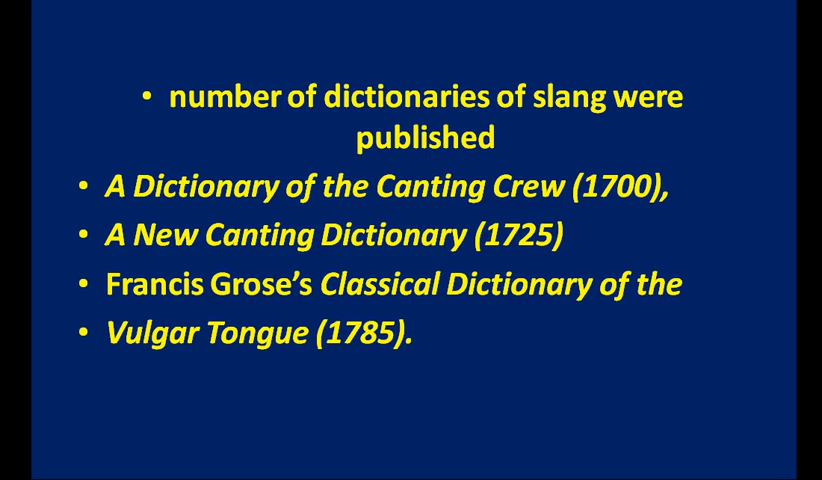 • number of dictionaries of slang were
published
• A Dictionary of the Canting Crew (1700),
• A New Canting Dictionary (1725)
• Francis Grose’s Classical Dictionary of the
• Vulgar Tongue (1785).